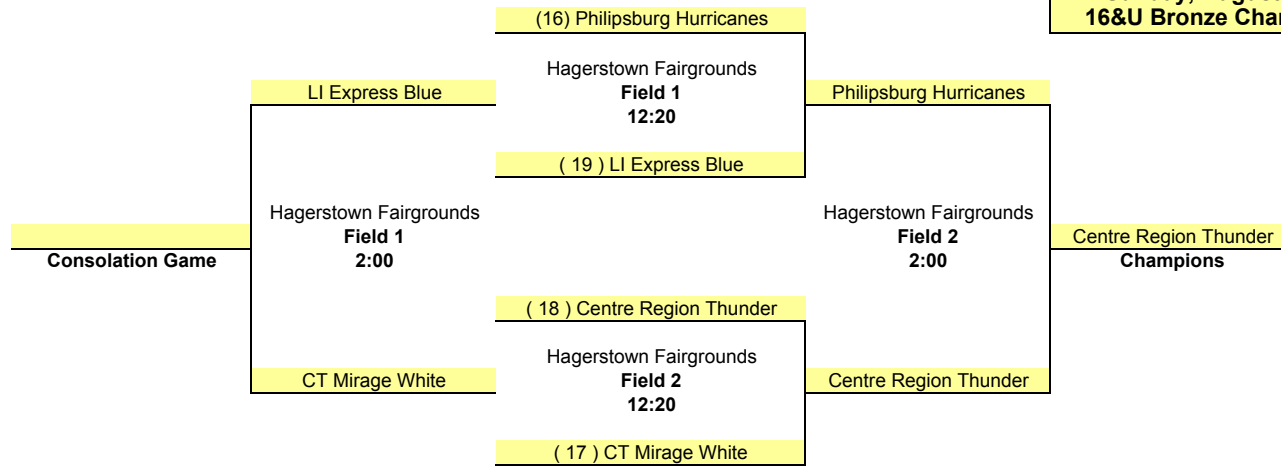 16&U Bronze
(16) Philipsburg Hurricanes
Hagerstown Fairgrounds
LI Express Blue
Field 1
Philipsburg Hurricanes
12:20
( 19 ) LI Express Blue
Hagerstown Fairgrounds
Hagerstown Fairgrounds
Field 1
Field 2
Centre Region Thunder
Consolation Game
2:00
2:00
Champions
( 18 ) Centre Region Thunder
Hagerstown Fairgrounds
CT Mirage White
Field 2
Centre Region Thunder
12:20
( 17 ) CT Mirage White